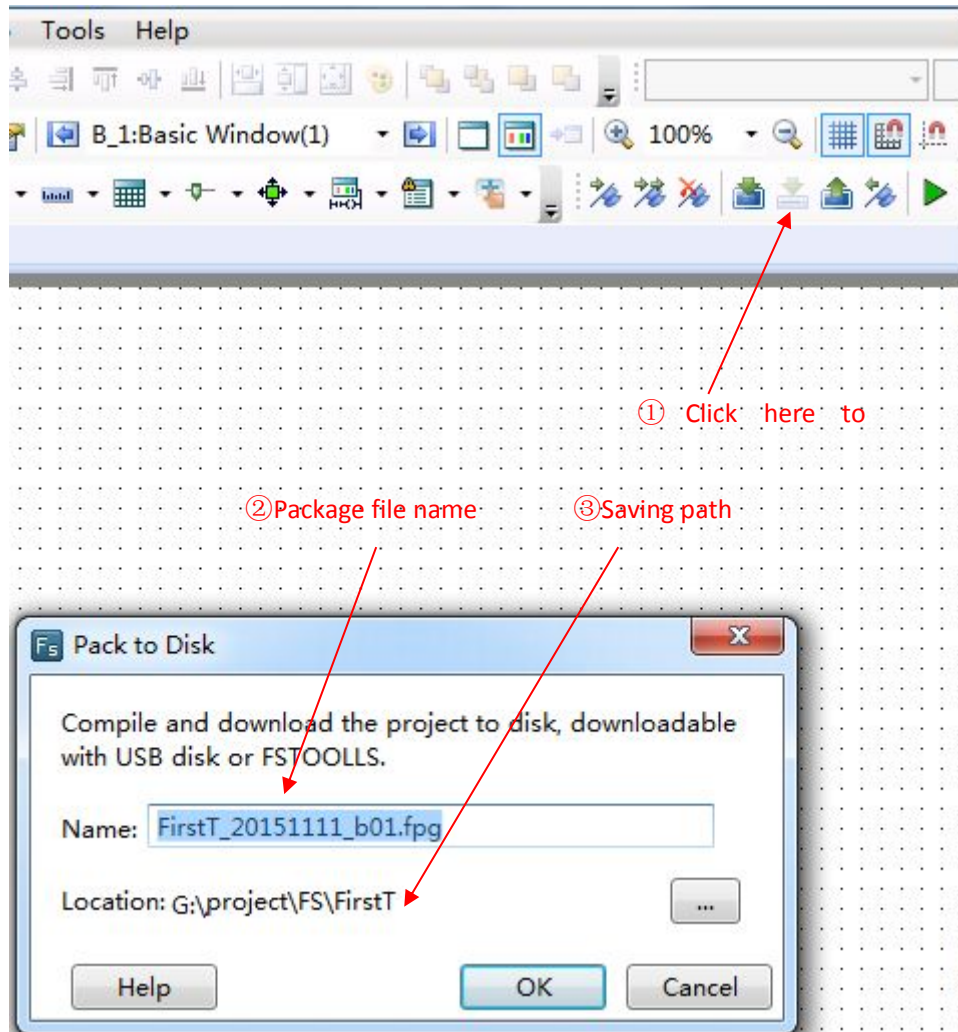 Tools Help
B_1:Basic Window(1) 100%
① Click here to
②Package file name ③Saving path
Fs Pack to Disk
Compile and download the project to disk, downloadable
with USB disk or FSTOOLLS.
Name: FirstT_20151111_b01.fpg
Location: G:\project\FS\FirstT ...
Help OK Cancel